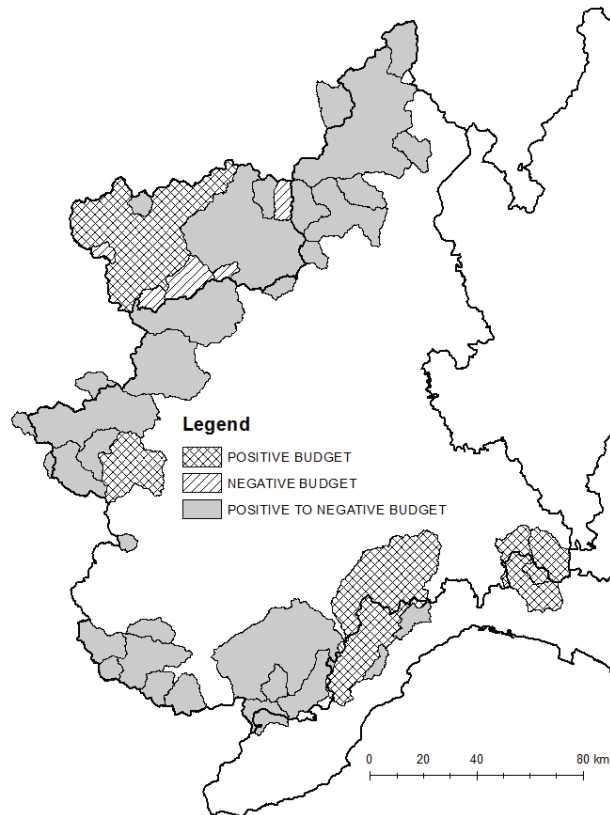 Legend
POSITIVE BUDGET
NEGATIVE BUDGET
POSITIVE TO NEGATIVE BUDGET
0 20 40 80 km